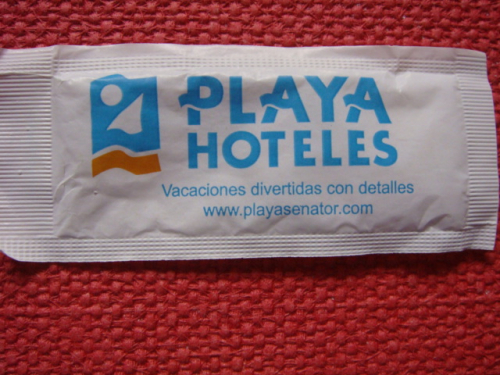 PLAYA
HOTELES
Vacaciones divertidas con detalles
www.playasenator.com